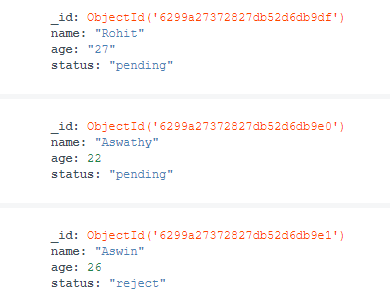 _id: ObjectId('6299a27372827db52d6db9df')
name: "Rohit"
age: "27"
status: "pending"
_id: ObjectId('6299a27372827db52d6db9e0')
name: "Aswathy"
age: 22
status: "pending"
_id: ObjectId('6299a27372827db52d6db9e1')
name: "Aswin"
age: 26
status: "reject"